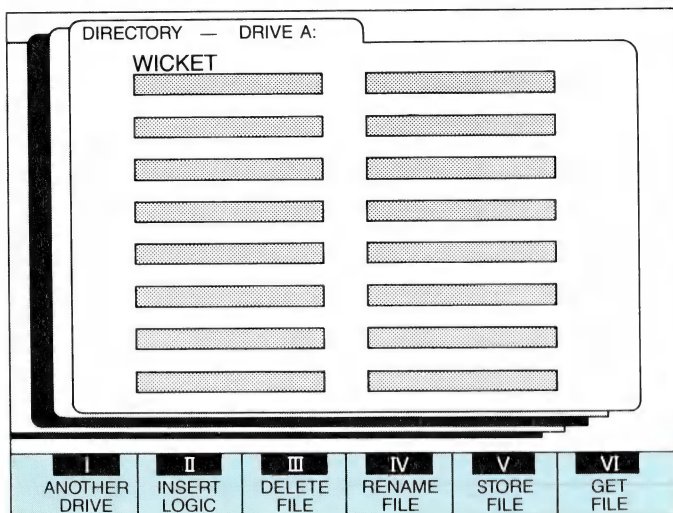 DIRECTORY — DRIVE A:
WICKET
I II III IV V VI
ANOTHER INSERT DELETE RENAME STORE GET
DRIVE LOGIC FILE FILE FILE FILE